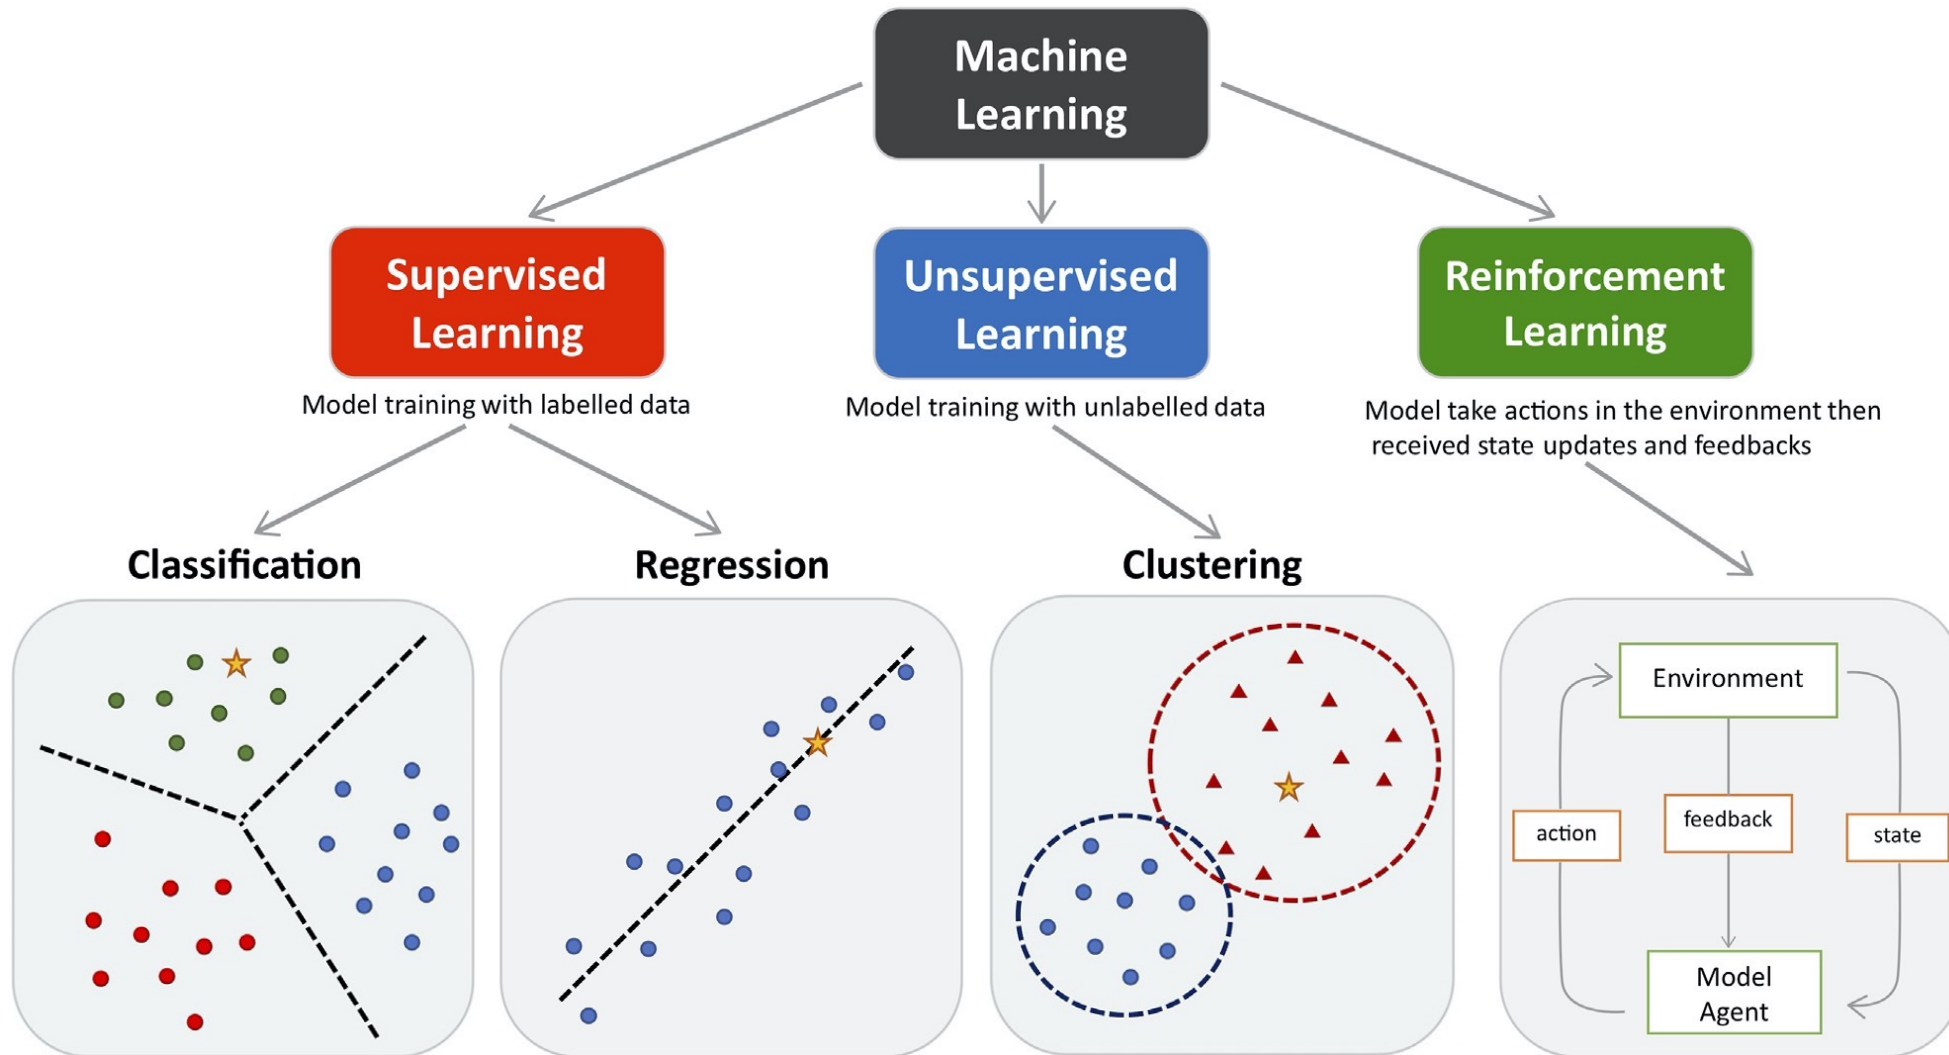 Machine
Learning
Supervised
Learning
Unsupervised
Learning
Reinforcement
Learning
Model training with labelled data
Model training with unlabelled data
Model take actions in the environment then
received state updates and feedbacks
Classification
Regression
Clustering
Environment
action
feedback
state
Model
Agent